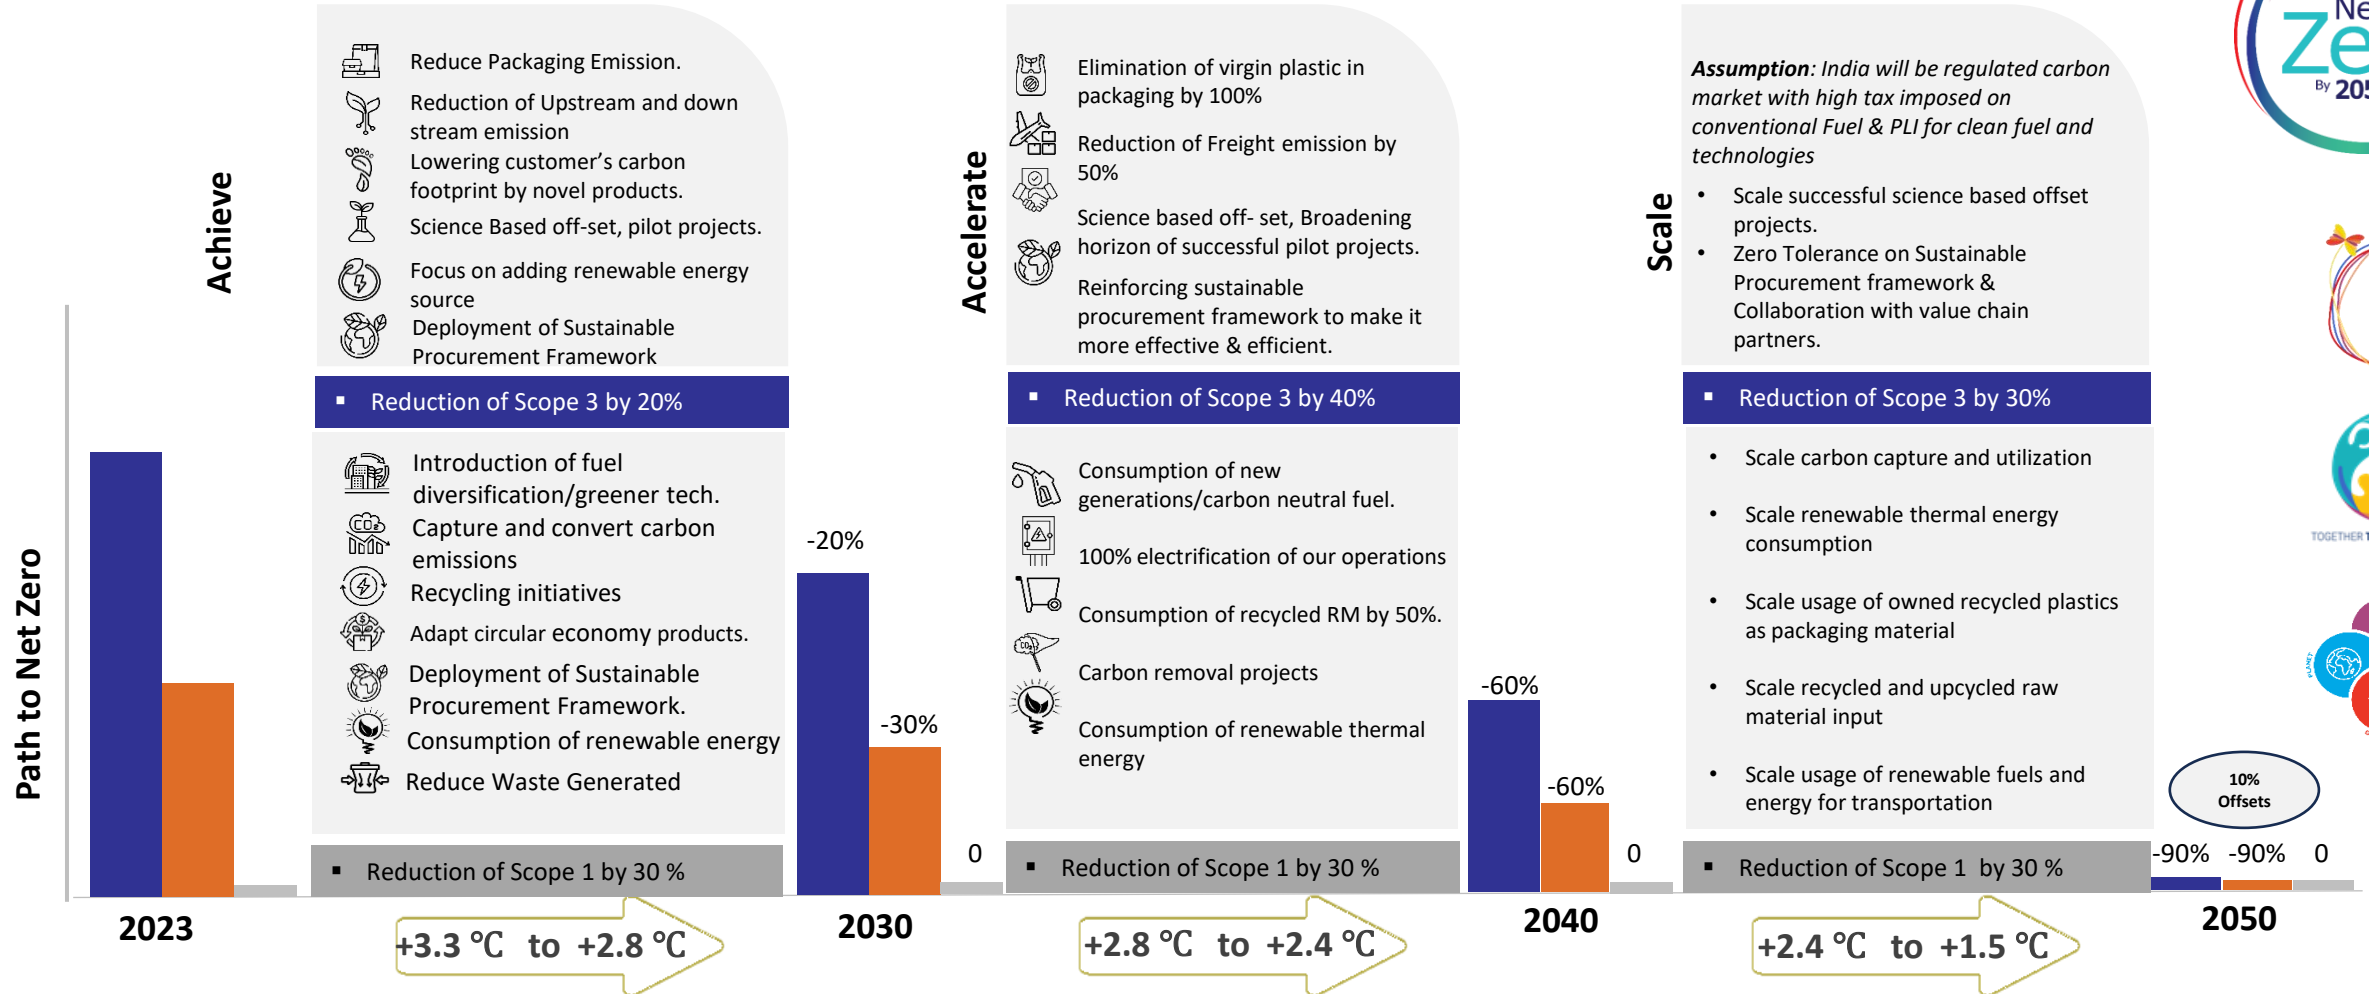 Path to Net Zero
2023
Achieve
Reduce Packaging Emission.
Reduction of Upstream and down
stream emission
Lowering customer's carbon
footprint by novel products.
Science Based off-set, pilot projects.
Focus on adding renewable energy
source
Deployment of Sustainable
Procurement Framework
▪ Reduction of Scope 3 by 20%
Introduction of fuel
diversification/greener tech.
Capture and convert carbon
emissions
Recycling initiatives
Adapt circular economy products.
Deployment of Sustainable
Procurement Framework.
Consumption of renewable energy
Reduce Waste Generated
▪ Reduction of Scope 1 by 30 %
+3.3 °C to +2.8 °C
-20%
-30%
0
2030
Accelerate
Elimination of virgin plastic in
packaging by 100%
Reduction of Freight emission by
50%
Science based off- set, Broadening
horizon of successful pilot projects.
Reinforcing sustainable
procurement framework to make it
more effective & efficient.
▪ Reduction of Scope 3 by 40%
Consumption of new
generations/carbon neutral fuel.
100% electrification of our operations
Consumption of recycled RM by 50%.
Carbon removal projects
Consumption of renewable thermal
energy
▪ Reduction of Scope 1 by 30 %
+2.8 °C to +2.4 °C
-60%
-60%
0
2040
Scale
Assumption: India will be regulated carbon
market with high tax imposed on
conventional Fuel & PLI for clean fuel and
technologies
• Scale successful science based offset
projects.
• Zero Tolerance on Sustainable
Procurement framework &
Collaboration with value chain
partners.
▪ Reduction of Scope 3 by 30%
• Scale carbon capture and utilization
• Scale renewable thermal energy
consumption
• Scale usage of owned recycled plastics
as packaging material
• Scale recycled and upcycled raw
material input
• Scale usage of renewable fuels and
energy for transportation
▪ Reduction of Scope 1 by 30 %
+2.4 °C to +1.5 °C
10%
Offsets
-90% -90% 0
2050
Ne
Ze
By 205
TOGETHER T
PLANET